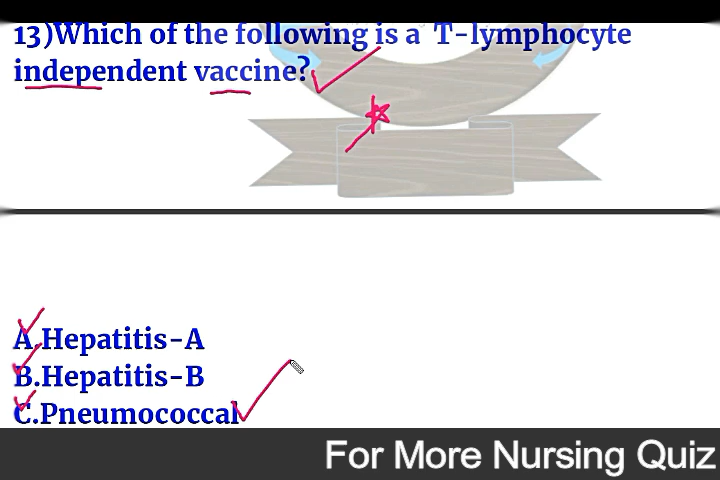 13)Which of the following is a T-lymphocyte
independent vaccine?
A.Hepatitis-A
B.Hepatitis-B
C.Pneumococcal
For More Nursing Quiz